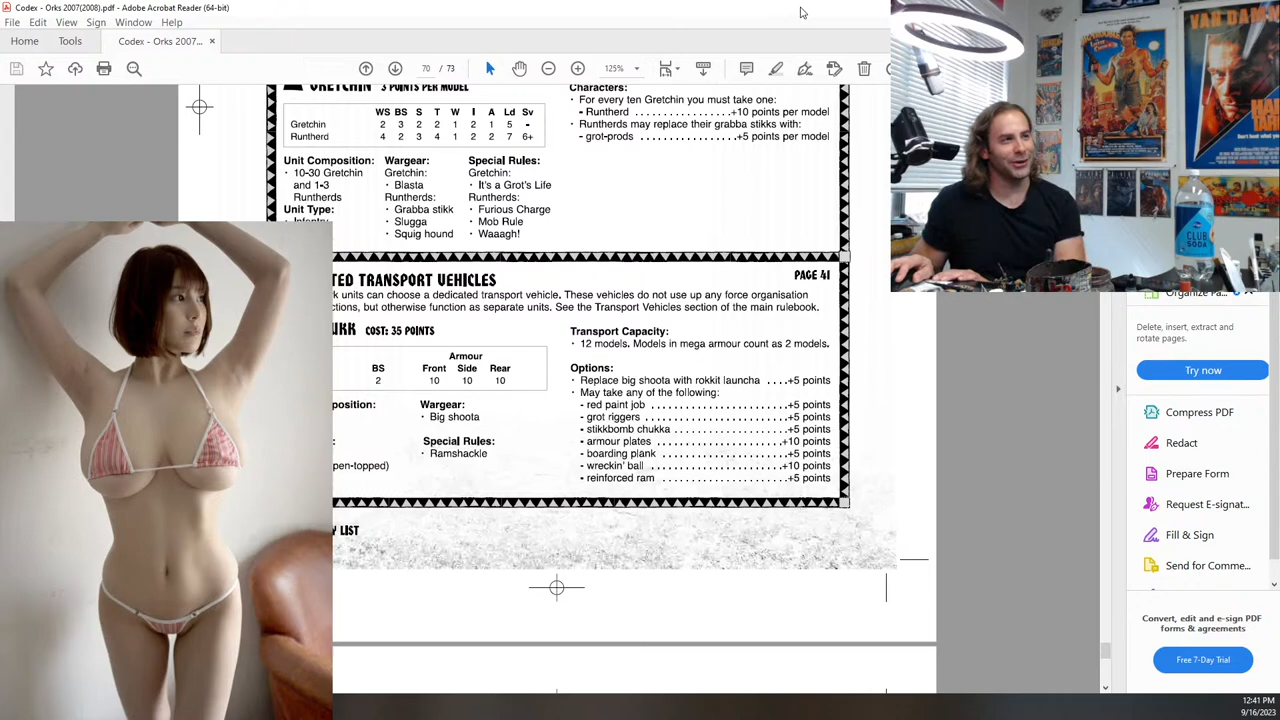 Codex - Orks 2007(2008).pdf - Adobe Acrobat Reader (64-bit)
File Edit View Sign Window Help
Home Tools Codex - Orks 2007... ×
70 / 73 125%
GRETCHIN 3 POINTS PER MODEL
WS BS S T W I A Ld Sv
Gretchin 2 3 2 2 1 2 1 5 -
Runtherd 4 2 3 4 1 2 2 7 6+
Unit Composition:
· 10-30 Gretchin
and 1-3
Runtherds
Unit Type:
Wargear:
Gretchin:
· Blasta
Runtherds:
· Grabba stikk
· Slugga
· Squig hound
Special Rules:
Gretchin:
· It's a Grot's Life
Runtherds:
· Furious Charge
· Mob Rule
· Waaagh!
Characters:
· For every ten Gretchin you must take:
- Runtherd ................+10 points per model
· Runtherds may replace their grabba stikks with:
- grot-prods ................+5 points per model
TED TRANSPORT VEHICLES
PAGE 41
k units can choose a dedicated transport vehicle. These vehicles do not use up any force organisation
ctions, but otherwise function as separate units. See the Transport Vehicles section of the main rulebook.
UKK COST: 35 POINTS
Armour
BS Front Side Rear
2 10 10 10
position:
pen-topped)
Wargear:
· Big shoota
Special Rules:
· Ramshackle
Transport Capacity:
· 12 models. Models in mega armour count as 2 models.
Options:
· Replace big shoota with rokkit launcha ....+5 points
· May take any of the following:
- red paint job ......................+5 points
- grot riggers ......................+5 points
- stikkbomb chukka ......................+5 points
- armour plates ......................+10 points
- boarding plank ......................+5 points
- wreckin' ball ......................+10 points
- reinforced ram ......................+5 points
Y LIST
VAN DAMME
CLUB
SODA
Delete, insert, extract and
rotate pages.
Try now
Compress PDF
Redact
Prepare Form
Request E-signat...
Fill & Sign
Send for Comme...
Convert, edit and e-sign PDF
forms & agreements
Free 7-Day Trial
12:41 PM
9/16/2023